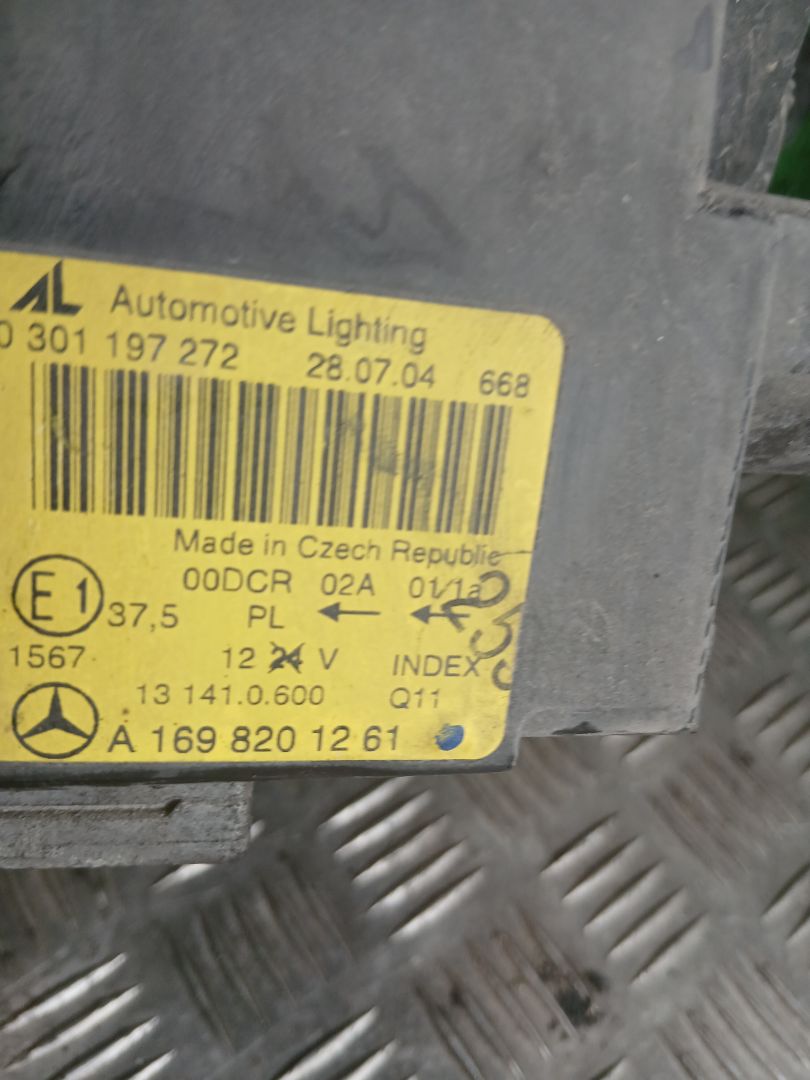 AL Automotive Lighting
0 301 197 272 28.07.04 668
Made in Czech Republic
00DCR 02A 01/1a
E1 37,5 PL ← ←
1567 12 24 V INDEX
13 141.0.600 Q11
A 169 820 12 61